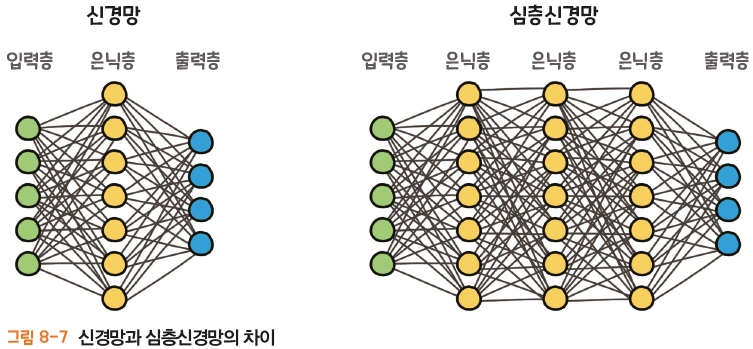 신경망
심층신경망
입력층 은닉층 출력층
입력층 은닉층 은닉층 은닉층 출력층
그림 8-7 신경망과 심층신경망의 차이